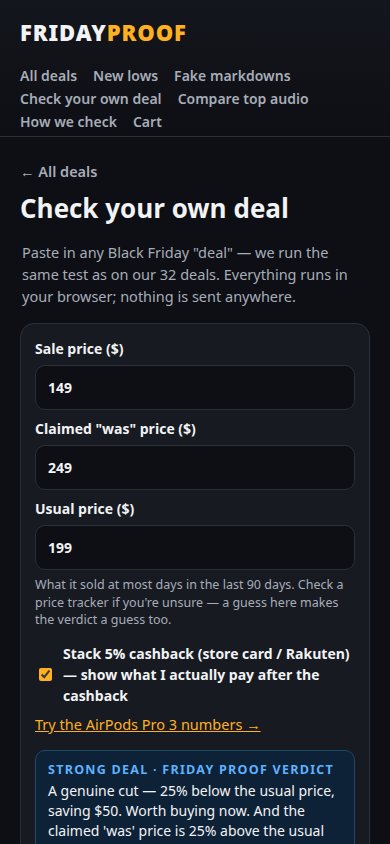 FRIDAYPROOF
All deals New lows Fake markdowns
Check your own deal Compare top audio
How we check Cart
← All deals
Check your own deal
Paste in any Black Friday "deal" — we run the
same test as on our 32 deals. Everything runs in
your browser; nothing is sent anywhere.
Sale price ($)
149
Claimed "was" price ($)
249
Usual price ($)
199
What it sold at most days in the last 90 days. Check a
price tracker if you're unsure — a guess here makes
the verdict a guess too.
Stack 5% cashback (store card / Rakuten)
— show what I actually pay after the
cashback
Try the AirPods Pro 3 numbers →
STRONG DEAL · FRIDAY PROOF VERDICT
A genuine cut — 25% below the usual price,
saving $50. Worth buying now. And the
claimed 'was' price is 25% above the usual